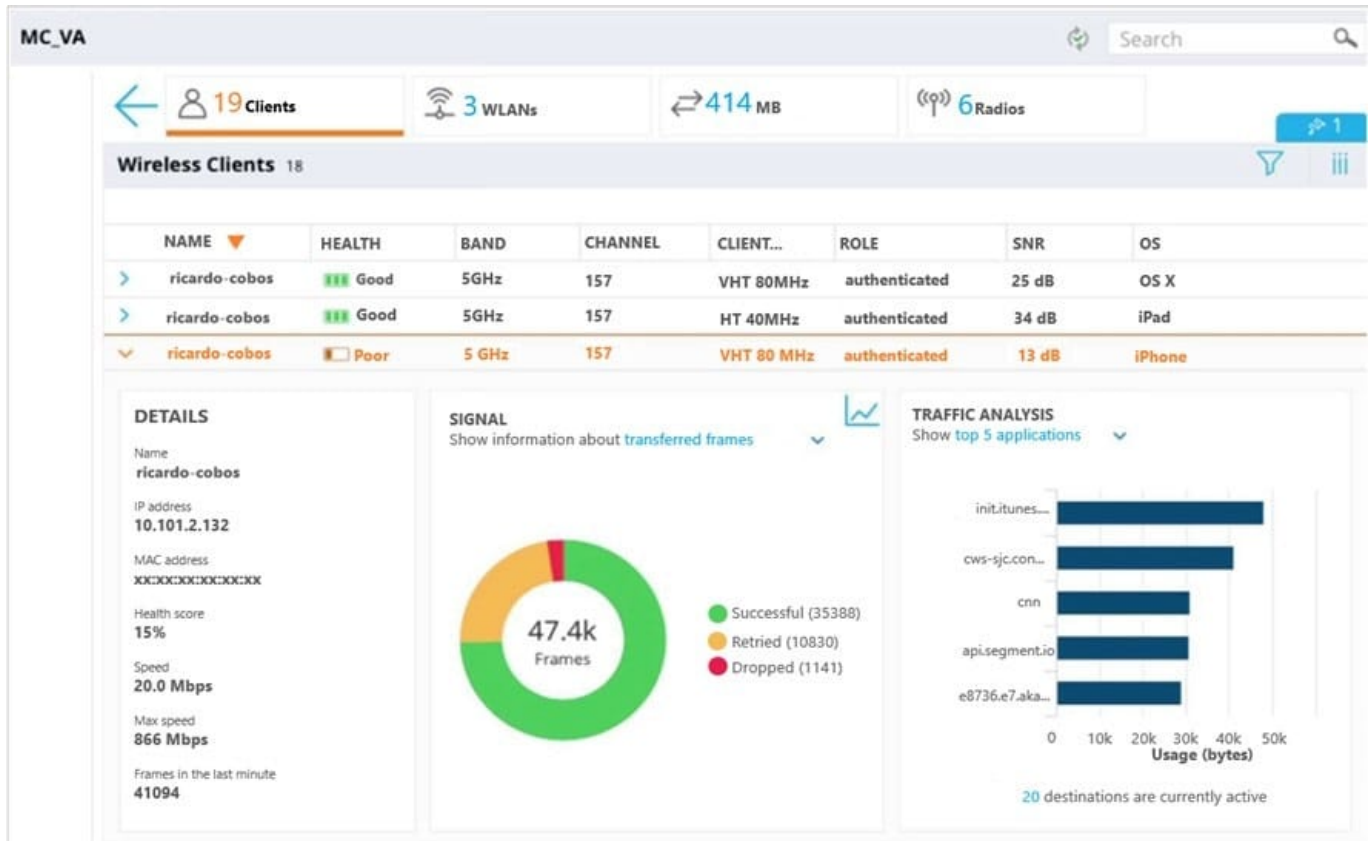 MC_VA
Search
19 Clients
3 WLANs
414 MB
6 Radios
1
Wireless Clients 18
NAME HEALTH BAND CHANNEL CLIENT... ROLE SNR OS
ricardo-cobos Good 5GHz 157 VHT 80MHz authenticated 25 dB OS X
ricardo-cobos Good 5GHz 157 HT 40MHz authenticated 34 dB iPad
ricardo-cobos Poor 5 GHz 157 VHT 80 MHz authenticated 13 dB iPhone
DETAILS
Name
ricardo-cobos
IP address
10.101.2.132
MAC address
xx:xx:xx:xx:xx:xx
Health score
15%
Speed
20.0 Mbps
Max speed
866 Mbps
Frames in the last minute
41094
SIGNAL
Show information about transferred frames
47.4k
Frames
Successful (35388)
Retried (10830)
Dropped (1141)
TRAFFIC ANALYSIS
Show top 5 applications
init.itunes....
cws-sjc.con...
cnn
api.segment.io
e8736.e7.aka...
0 10k 20k 30k 40k 50k
Usage (bytes)
20 destinations are currently active